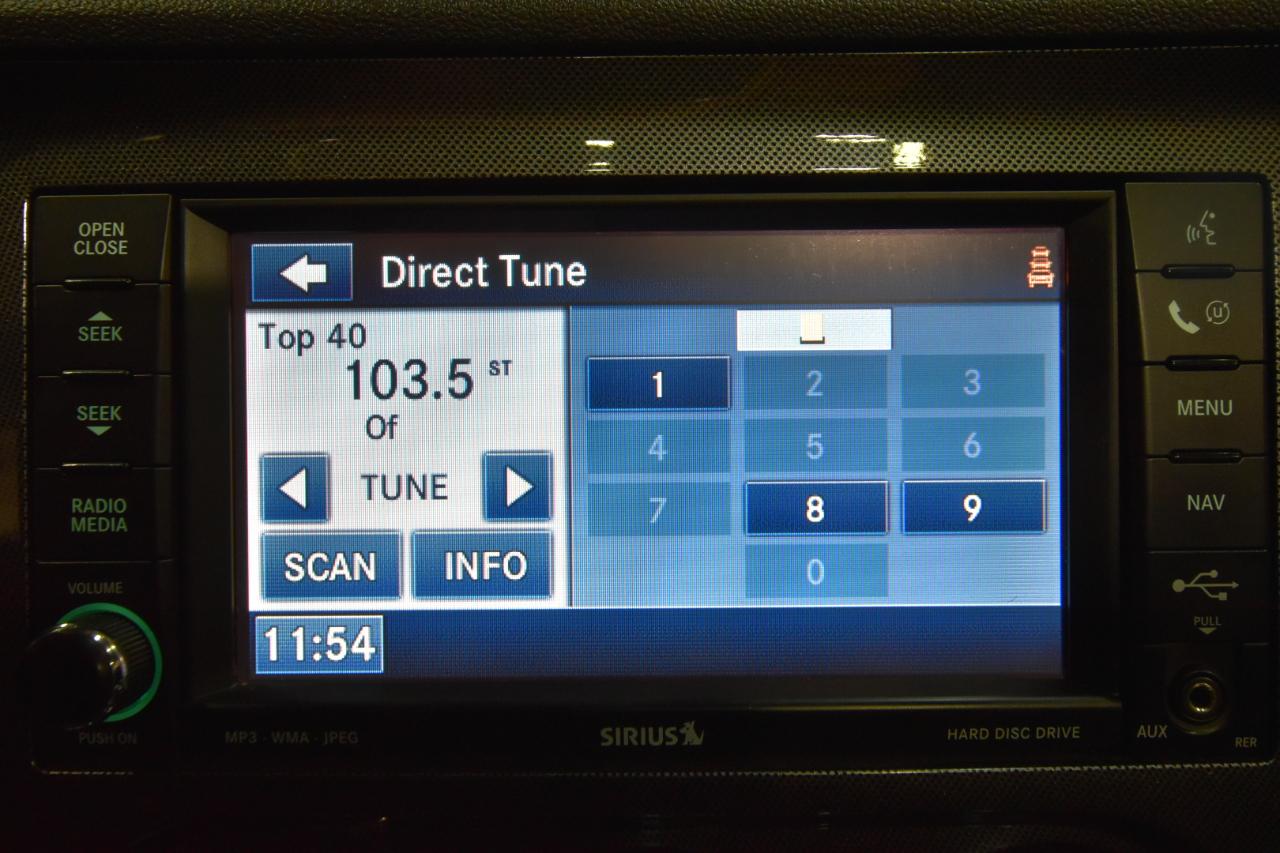 OPEN
CLOSE
SEEK
SEEK
RADIO
MEDIA
VOLUME
PUSH ON
Direct Tune
Top 40
103.5 ST
Of
TUNE
SCAN INFO
1 2 3
4 5 6
7 8 9
0
11:54
MENU
NAV
U
PULL
AUX
RER
MP3 - WMA - JPEG
SIRIUS
HARD DISC DRIVE